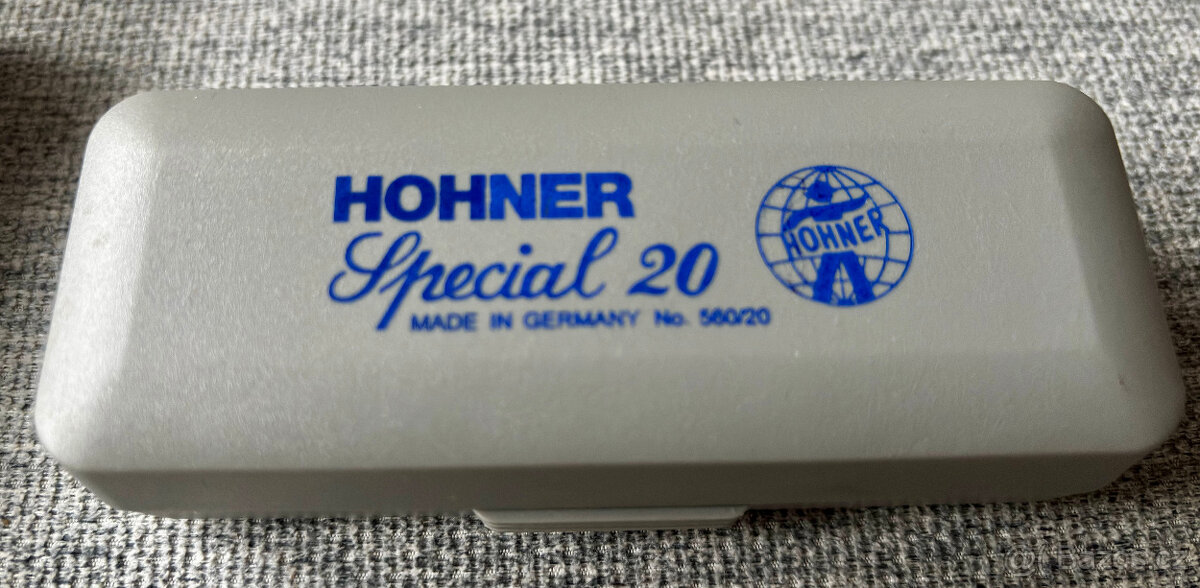 HOHNER
Special 20
MADE IN GERMANY No. 560/20
HOHNER